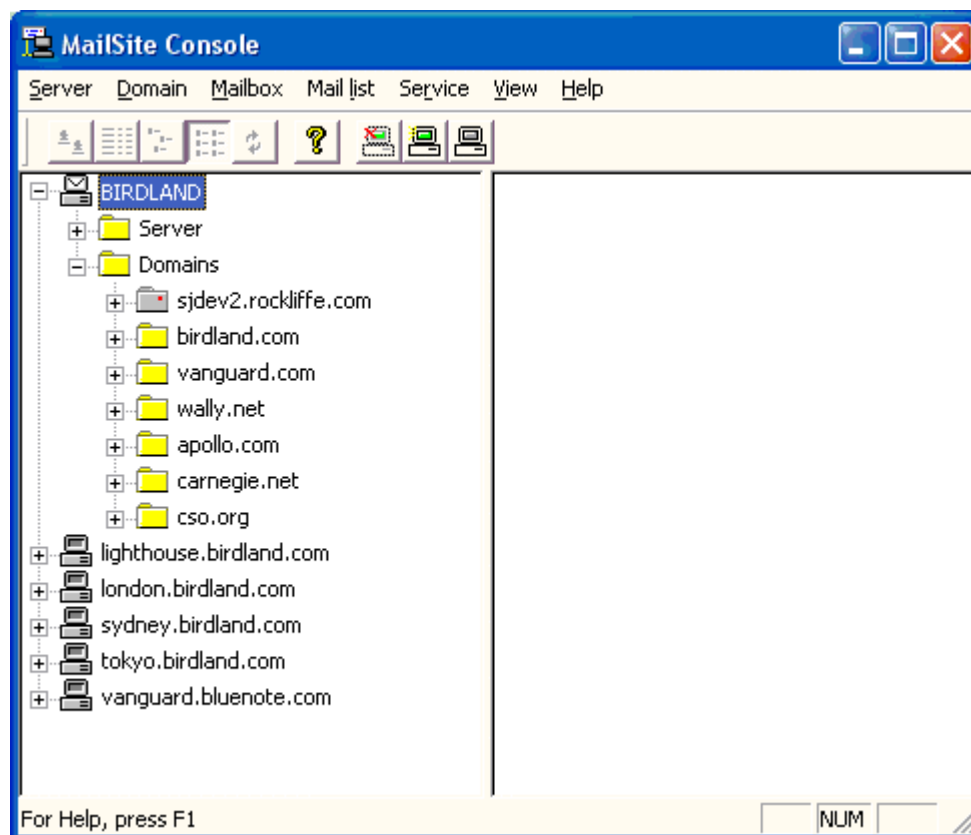 MailSite Console
Server Domain Mailbox Mail list Service View Help
BIRDLAND
Server
Domains
sjdev2.rockliffe.com
birdland.com
vanguard.com
wally.net
apollo.com
carnegie.net
cso.org
lighthouse.birdland.com
london.birdland.com
sydney.birdland.com
tokyo.birdland.com
vanguard.bluenote.com
For Help, press F1 NUM